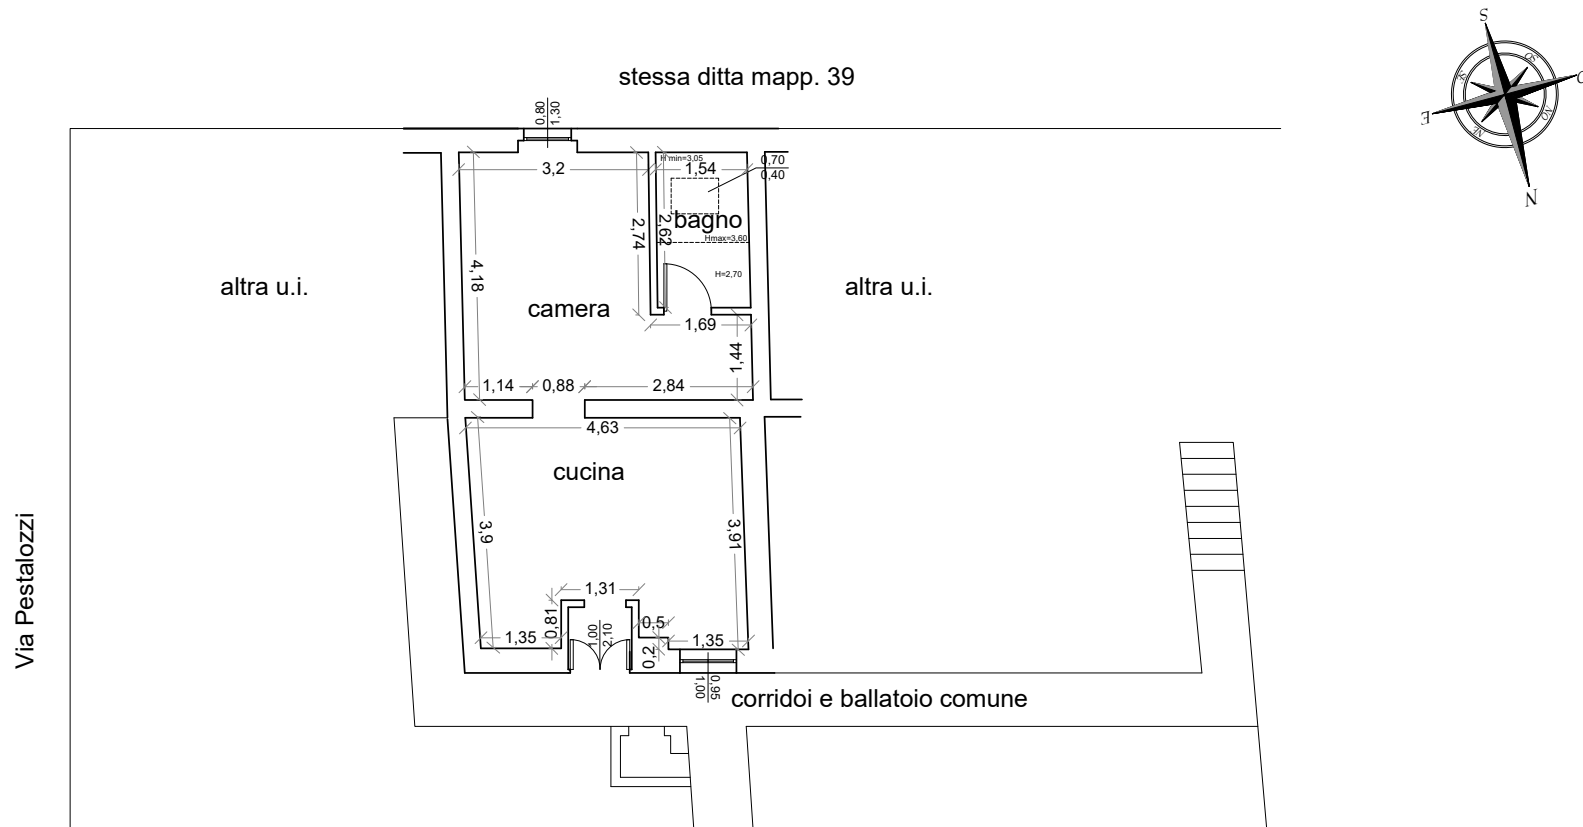 S
stessa ditta mapp. 39
SO
SE
O
0,80
1,30
E
NO
NE
H min=3,05
0,70
3,2
1,54
0,40
N
2,74
2,62
bagno
Hmax=3,60
4,18
H=2,70
altra u.i.
altra u.i.
camera
1,69
1,44
1,14
0,88
2,84
4,63
cucina
3,9
3,91
Via Pestalozzi
1,31
0,81
0,5
1,35
1,00
2,10
1,35
0,2
0,95
1,00
corridoi e ballatoio comune